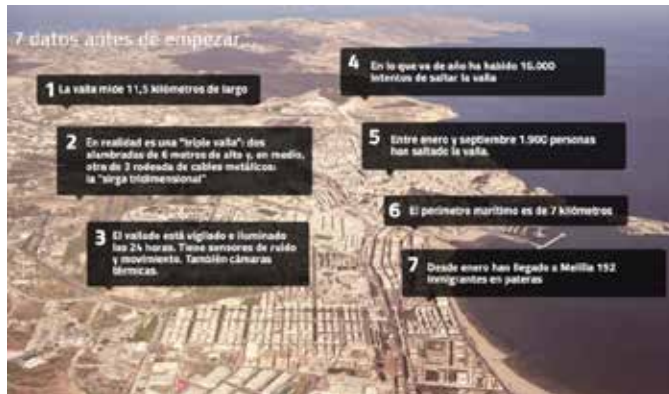 7 datos antes de empezar...
1 La valla mide 11,5 kilómetros de largo
2 En realidad es una "triple valla": dos
alambradas de 6 metros de alto y, en medio,
otra de 3 rodeada de cables metálicos:
la "sirga tridimensional"
3 El vallado está vigilado e iluminado
las 24 horas. Tiene sensores de ruido
y movimiento. También cámaras
térmicas.
4 En lo que va de año ha habido 16.000
intentos de saltar la valla
5 Entre enero y septiembre 1.900 personas
han saltado la valla.
6 El perímetro marítimo es de 7 kilómetros
7 Desde enero han llegado a Melilla 152
inmigrantes en pateras